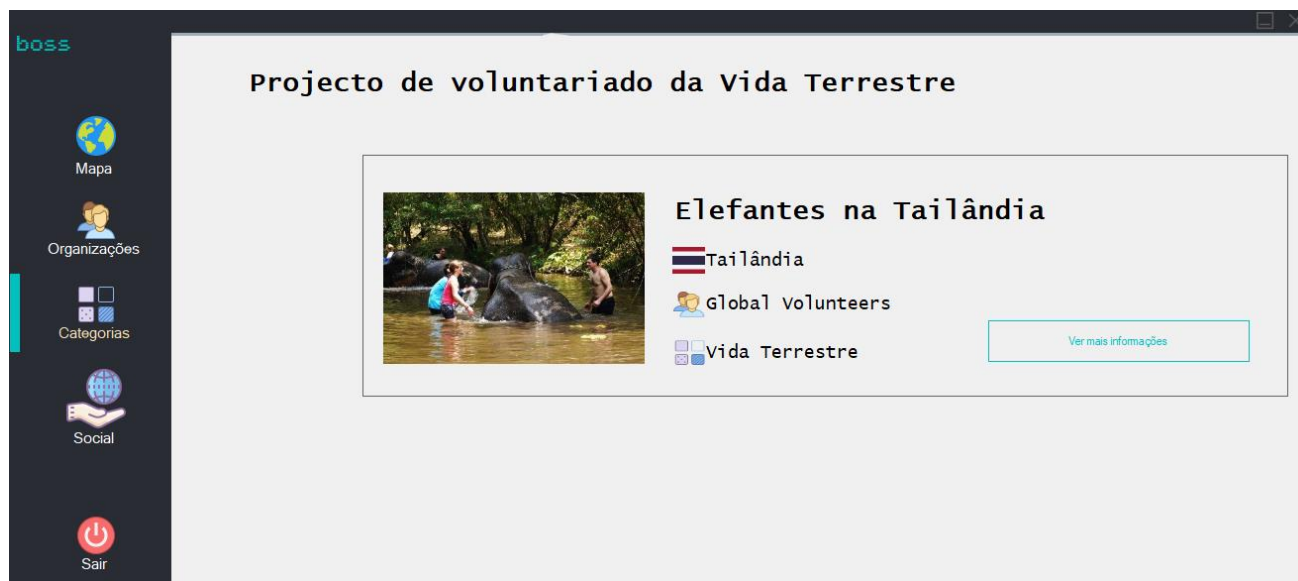 boss
Projecto de voluntariado da Vida Terrestre
Mapa
Organizações
Categorias
Social
Sair
Elefantes na Tailândia
Tailândia
Global Volunteers
Vida Terrestre
Ver mais informações